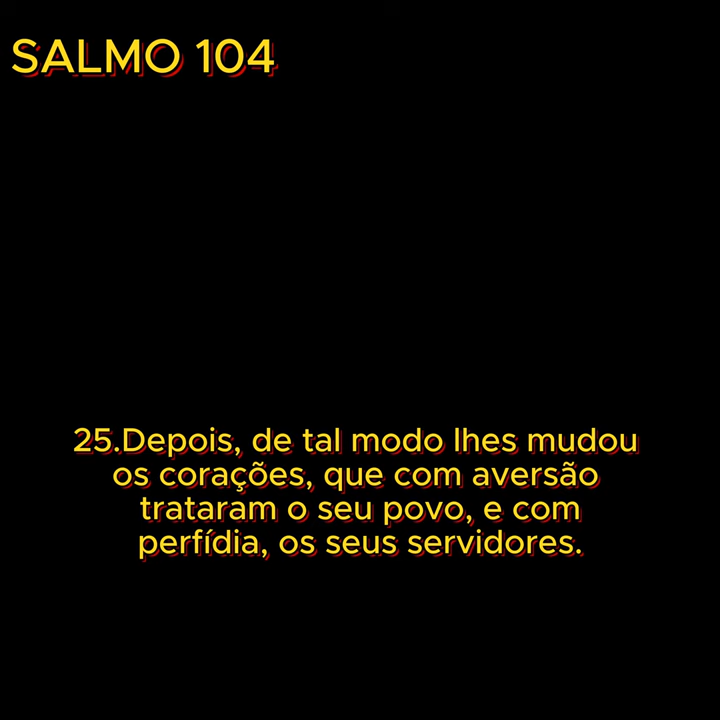 SALMO 104
25.Depois, de tal modo lhes mudou
os corações, que com aversão
trataram o seu povo, e com
perfídia, os seus servidores.